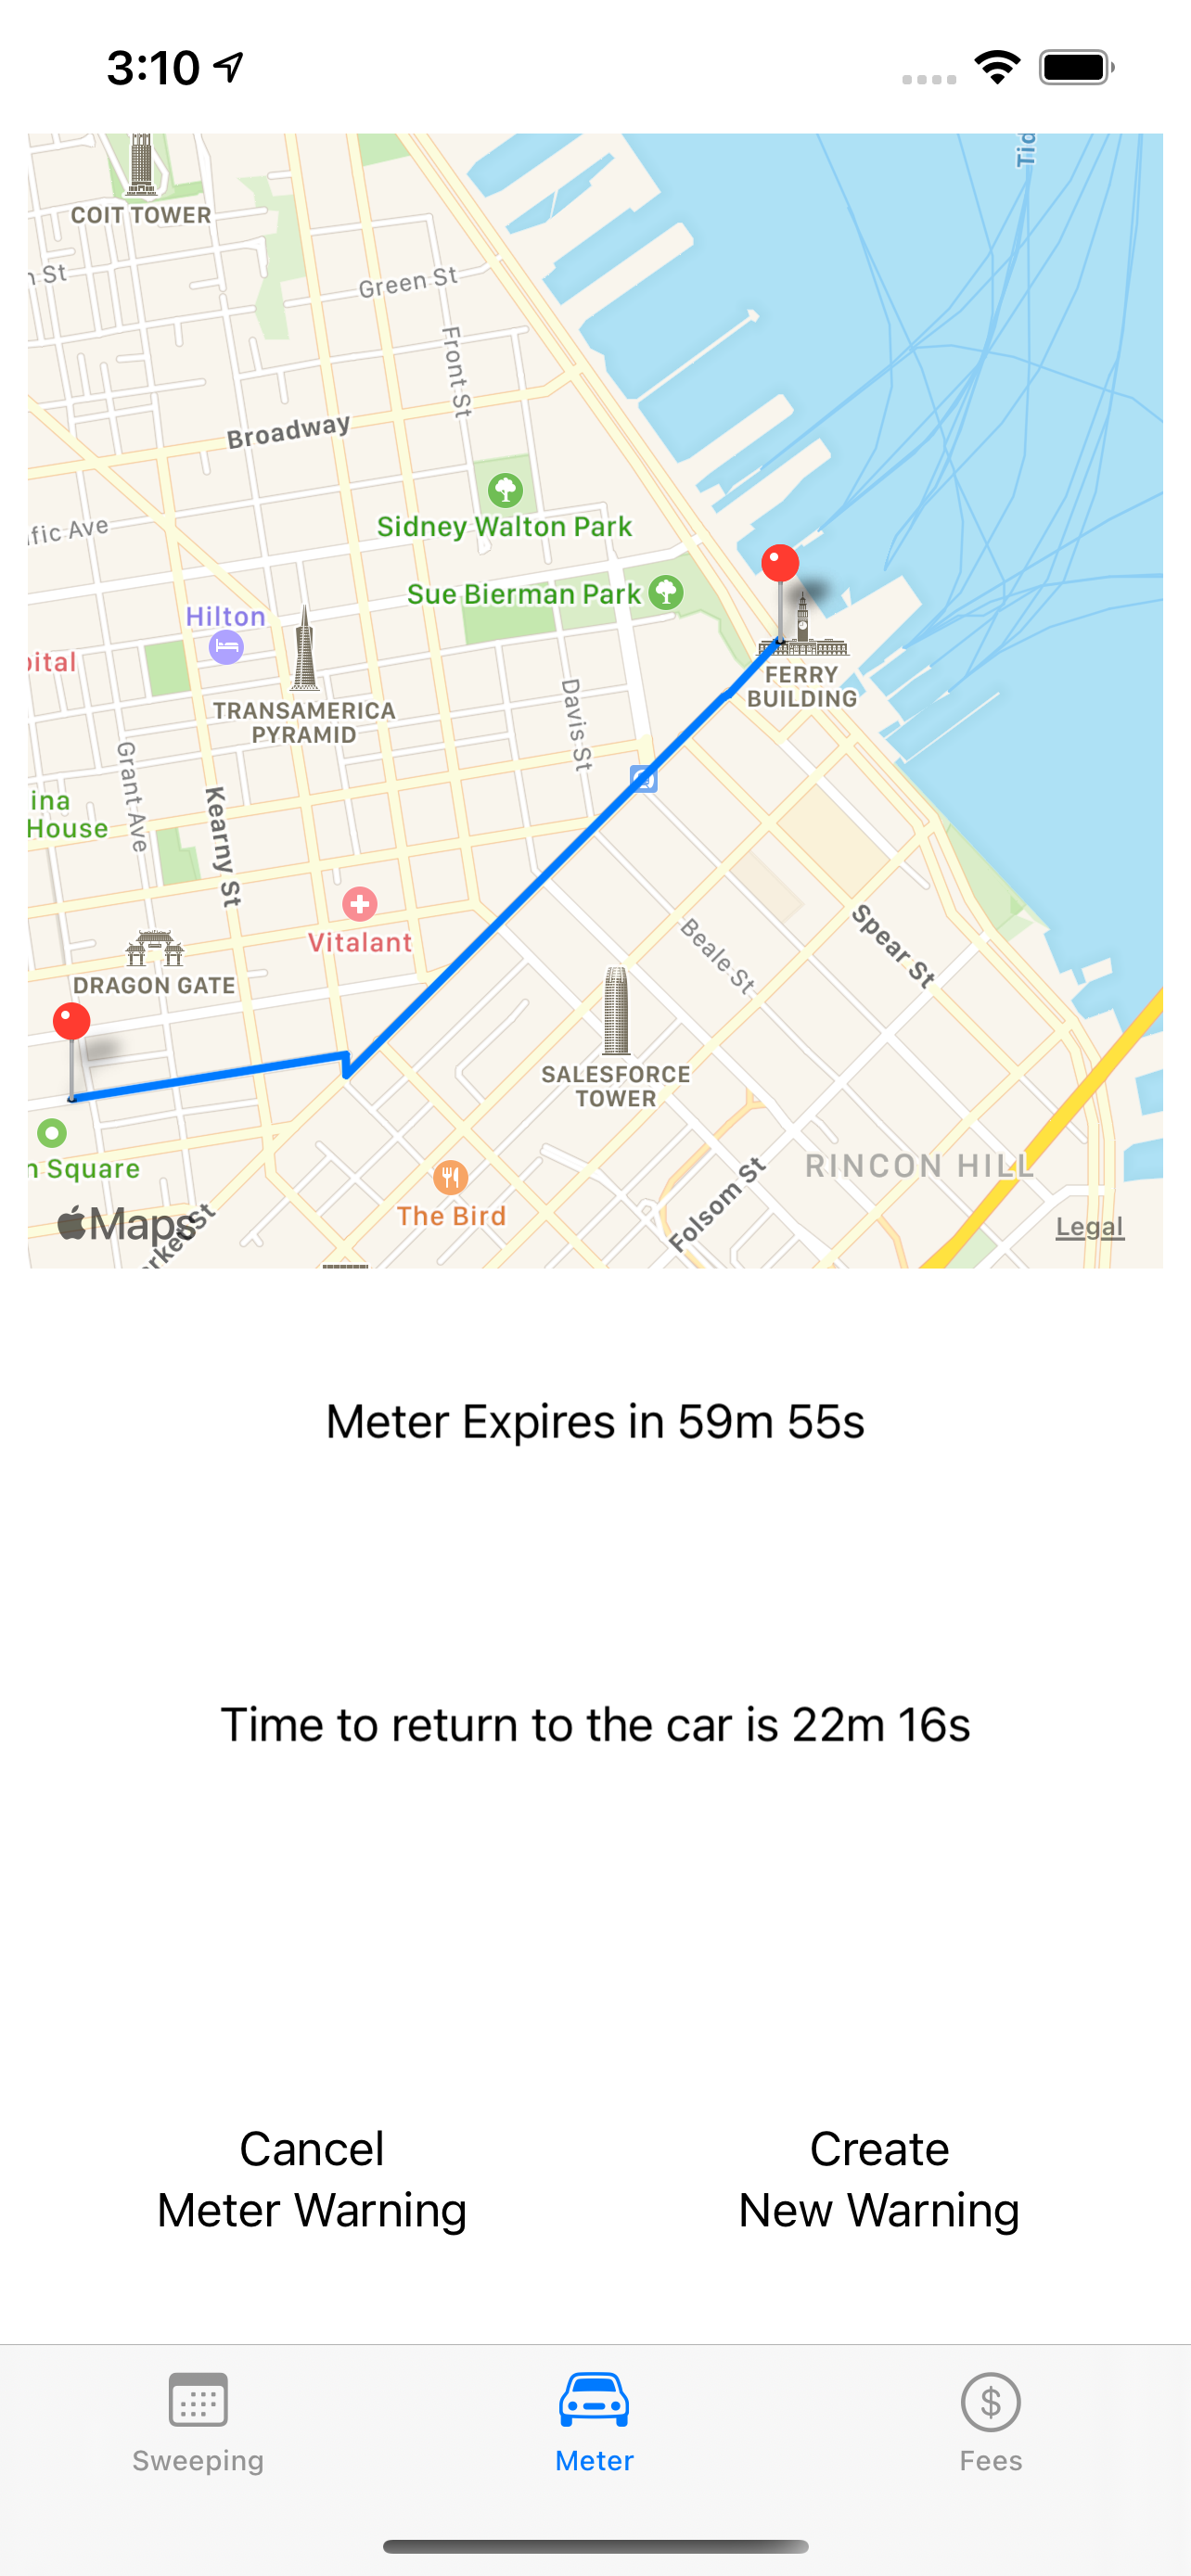 3:10
Tid
COIT TOWER
n St
Green St
Front St
Broadway
Sidney Walton Park
fic Ave
Sue Bierman Park
Hilton
pital
FERRY
BUILDING
TRANSAMERICA
PYRAMID
Davis St
Grant Ave
Kearny St
ina
House
Vitalant
Beale St
Spear St
DRAGON GATE
SALESFORCE
TOWER
RINCON HILL
n Square
The Bird
Folsom St
Maps
rket St
Legal
Meter Expires in 59m 55s
Time to return to the car is 22m 16s
Cancel
Meter Warning
Create
New Warning
Sweeping
Meter
Fees